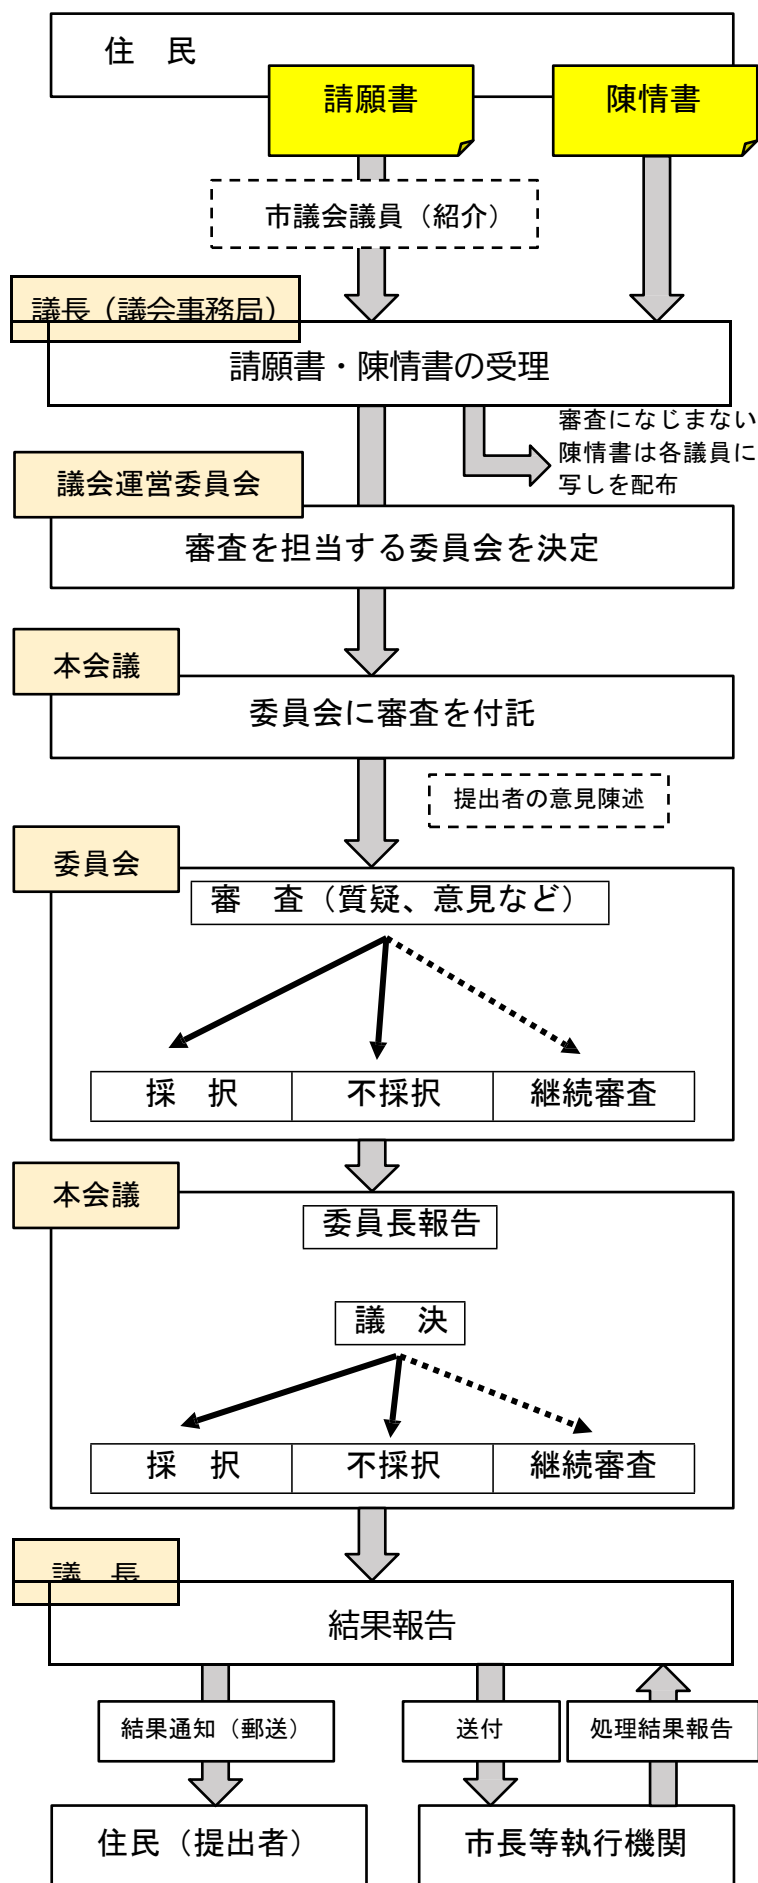 住　民
請願書
陳情書
市議会議員（紹介）
議長（議会事務局）
請願書・陳情書の受理
審査になじまない
陳情書は各議員に
写しを配布
議会運営委員会
審査を担当する委員会を決定
本会議
委員会に審査を付託
提出者の意見陳述
委員会
審　査（質疑、意見など）
採　択
不採択
継続審査
本会議
委員長報告
議　決
採　択
不採択
継続審査
議　長
結果報告
結果通知（郵送）
送付
処理結果報告
住民（提出者）
市長等執行機関